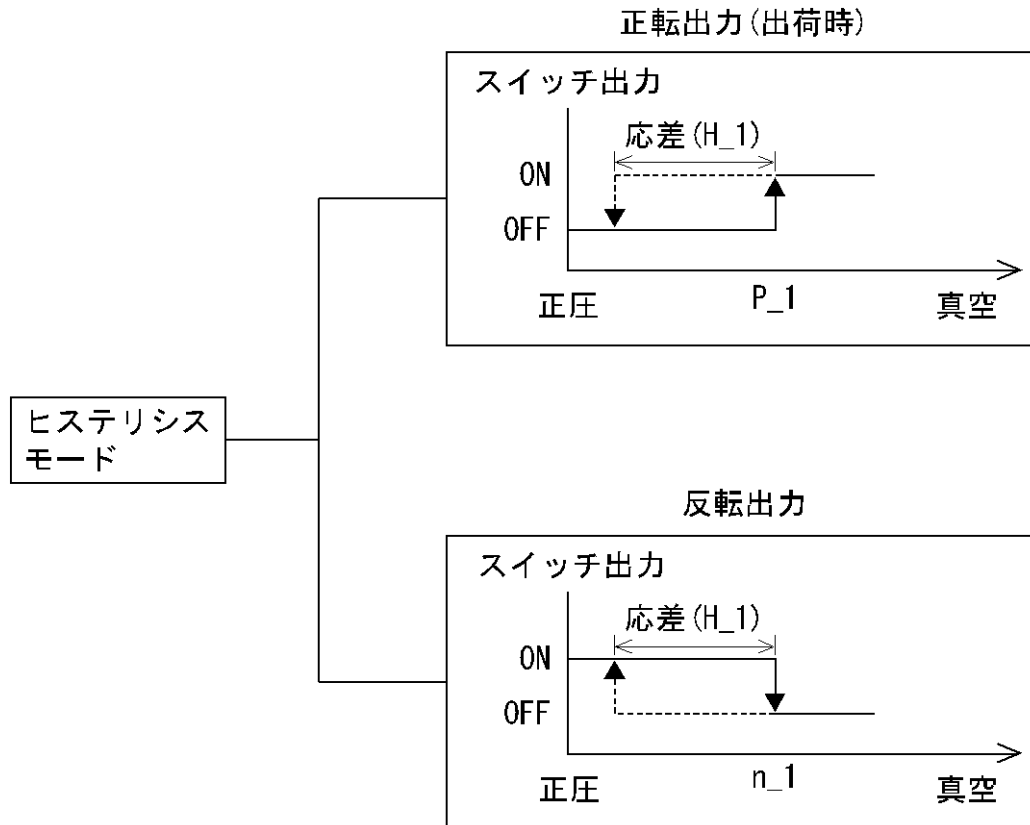 正転出力(出荷時)
スイッチ出力
応差(H_1)
ON
OFF
正圧
P_1
真空
ヒステリシス
モード
反転出力
スイッチ出力
応差(H_1)
ON
OFF
正圧
n_1
真空